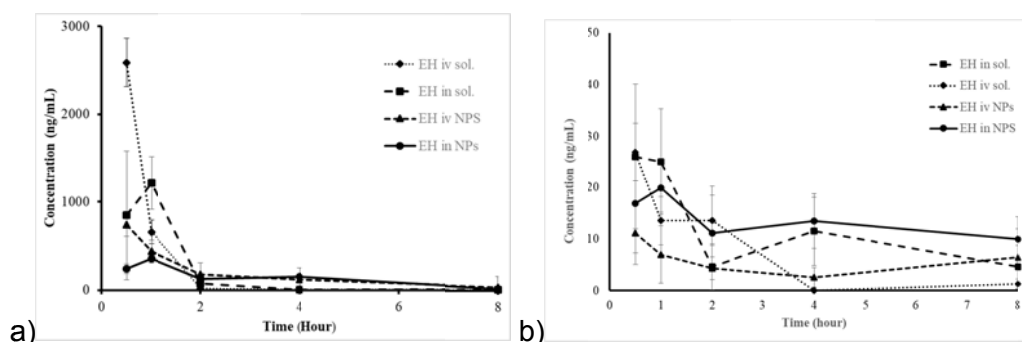 3000
2000
1000
0
Concentration (ng/mL)
0 2 4 6 8
Time (Hour)
EH iv sol.
EH in sol.
EH iv NPS
EH in NPs
a)
50
40
30
20
10
0
Concentration (ng/mL)
0 1 2 3 4 5 6 7 8
Time (hour)
EH in sol.
EH iv sol.
EH iv NPs
EH in NPS
b)